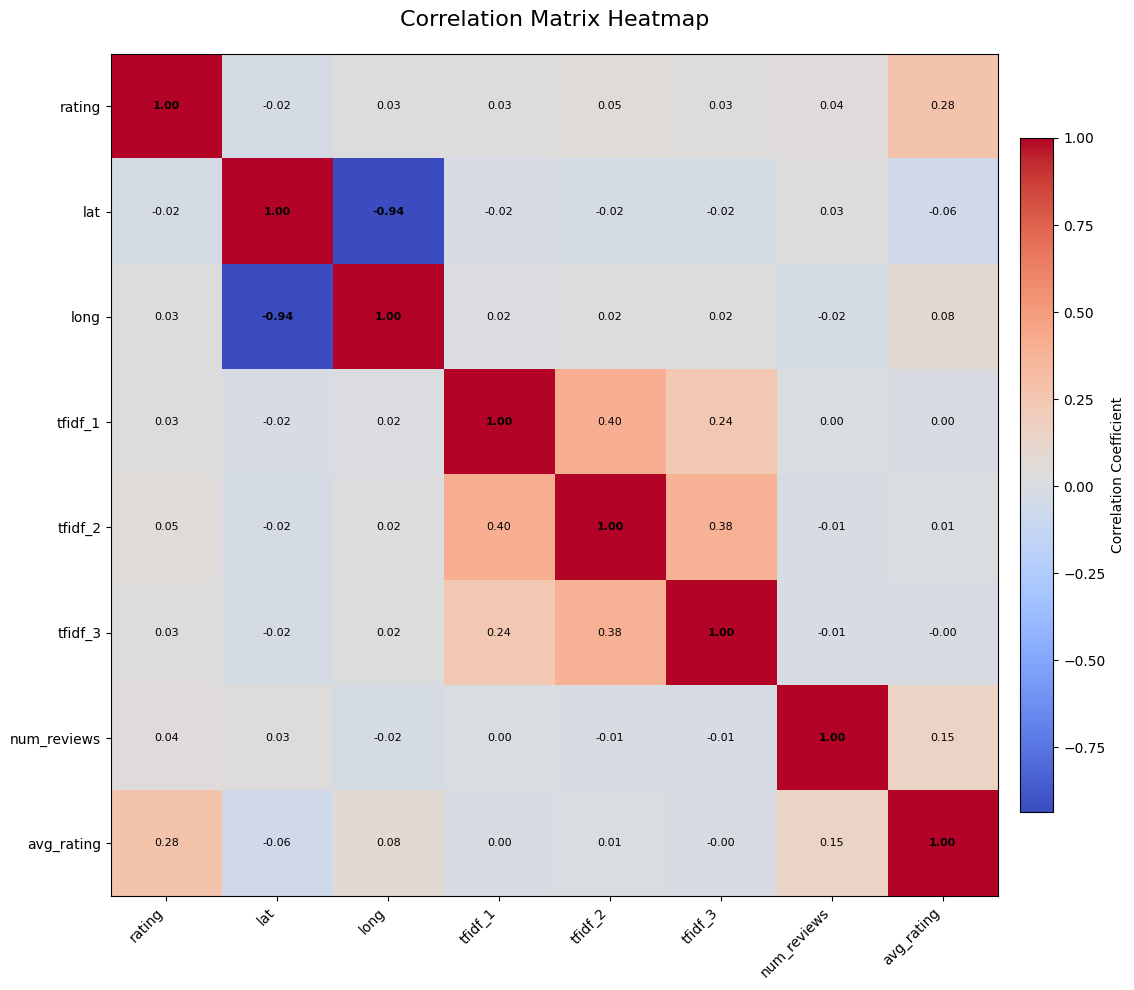 Correlation Matrix Heatmap
rating 1.00 -0.02 0.03 0.03 0.05 0.03 0.04 0.28
lat -0.02 1.00 -0.94 -0.02 -0.02 -0.02 0.03 -0.06
long 0.03 -0.94 1.00 0.02 0.02 0.02 -0.02 0.08
tfidf_1 0.03 -0.02 0.02 1.00 0.40 0.24 0.00 0.00
tfidf_2 0.05 -0.02 0.02 0.40 1.00 0.38 -0.01 0.01
tfidf_3 0.03 -0.02 0.02 0.24 0.38 1.00 -0.01 -0.00
num_reviews 0.04 0.03 -0.02 0.00 -0.01 -0.01 1.00 0.15
avg_rating 0.28 -0.06 0.08 0.00 0.01 -0.00 0.15 1.00
rating lat long tfidf_1 tfidf_2 tfidf_3 num_reviews avg_rating
1.00
0.75
0.50
0.25
0.00
−0.25
−0.50
−0.75
Correlation Coefficient